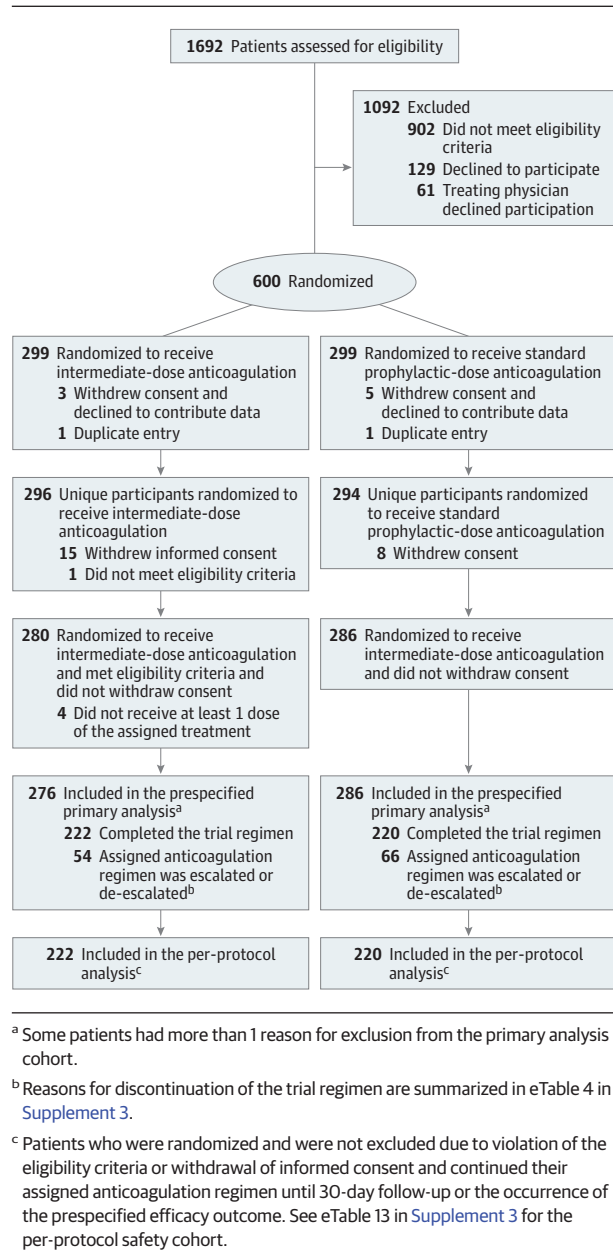 1692 Patients assessed for eligibility
1092 Excluded
902 Did not meet eligibility
criteria
129 Declined to participate
61 Treating physician
declined participation
600 Randomized
299 Randomized to receive
intermediate-dose anticoagulation
3 Withdrew consent and
declined to contribute data
1 Duplicate entry
299 Randomized to receive standard
prophylactic-dose anticoagulation
5 Withdrew consent and
declined to contribute data
1 Duplicate entry
296 Unique participants randomized to
receive intermediate-dose
anticoagulation
15 Withdrew informed consent
1 Did not meet eligibility criteria
294 Unique participants randomized
to receive standard
prophylactic-dose anticoagulation
8 Withdrew consent
280 Randomized to receive
intermediate-dose anticoagulation
and met eligibility criteria and
did not withdraw consent
4 Did not receive at least 1 dose
of the assigned treatment
286 Randomized to receive
intermediate-dose anticoagulation
and did not withdraw consent
276 Included in the prespecified
primary analysisa
222 Completed the trial regimen
54 Assigned anticoagulation
regimen was escalated or
de-escalatedb
286 Included in the prespecified
primary analysisa
220 Completed the trial regimen
66 Assigned anticoagulation
regimen was escalated or
de-escalatedb
222 Included in the per-protocol
analysisc
220 Included in the per-protocol
analysisc
a Some patients had more than 1 reason for exclusion from the primary analysis
cohort.
b Reasons for discontinuation of the trial regimen are summarized in eTable 4 in
Supplement 3.
c Patients who were randomized and were not excluded due to violation of the
eligibility criteria or withdrawal of informed consent and continued their
assigned anticoagulation regimen until 30-day follow-up or the occurrence of
the prespecified efficacy outcome. See eTable 13 in Supplement 3 for the
per-protocol safety cohort.